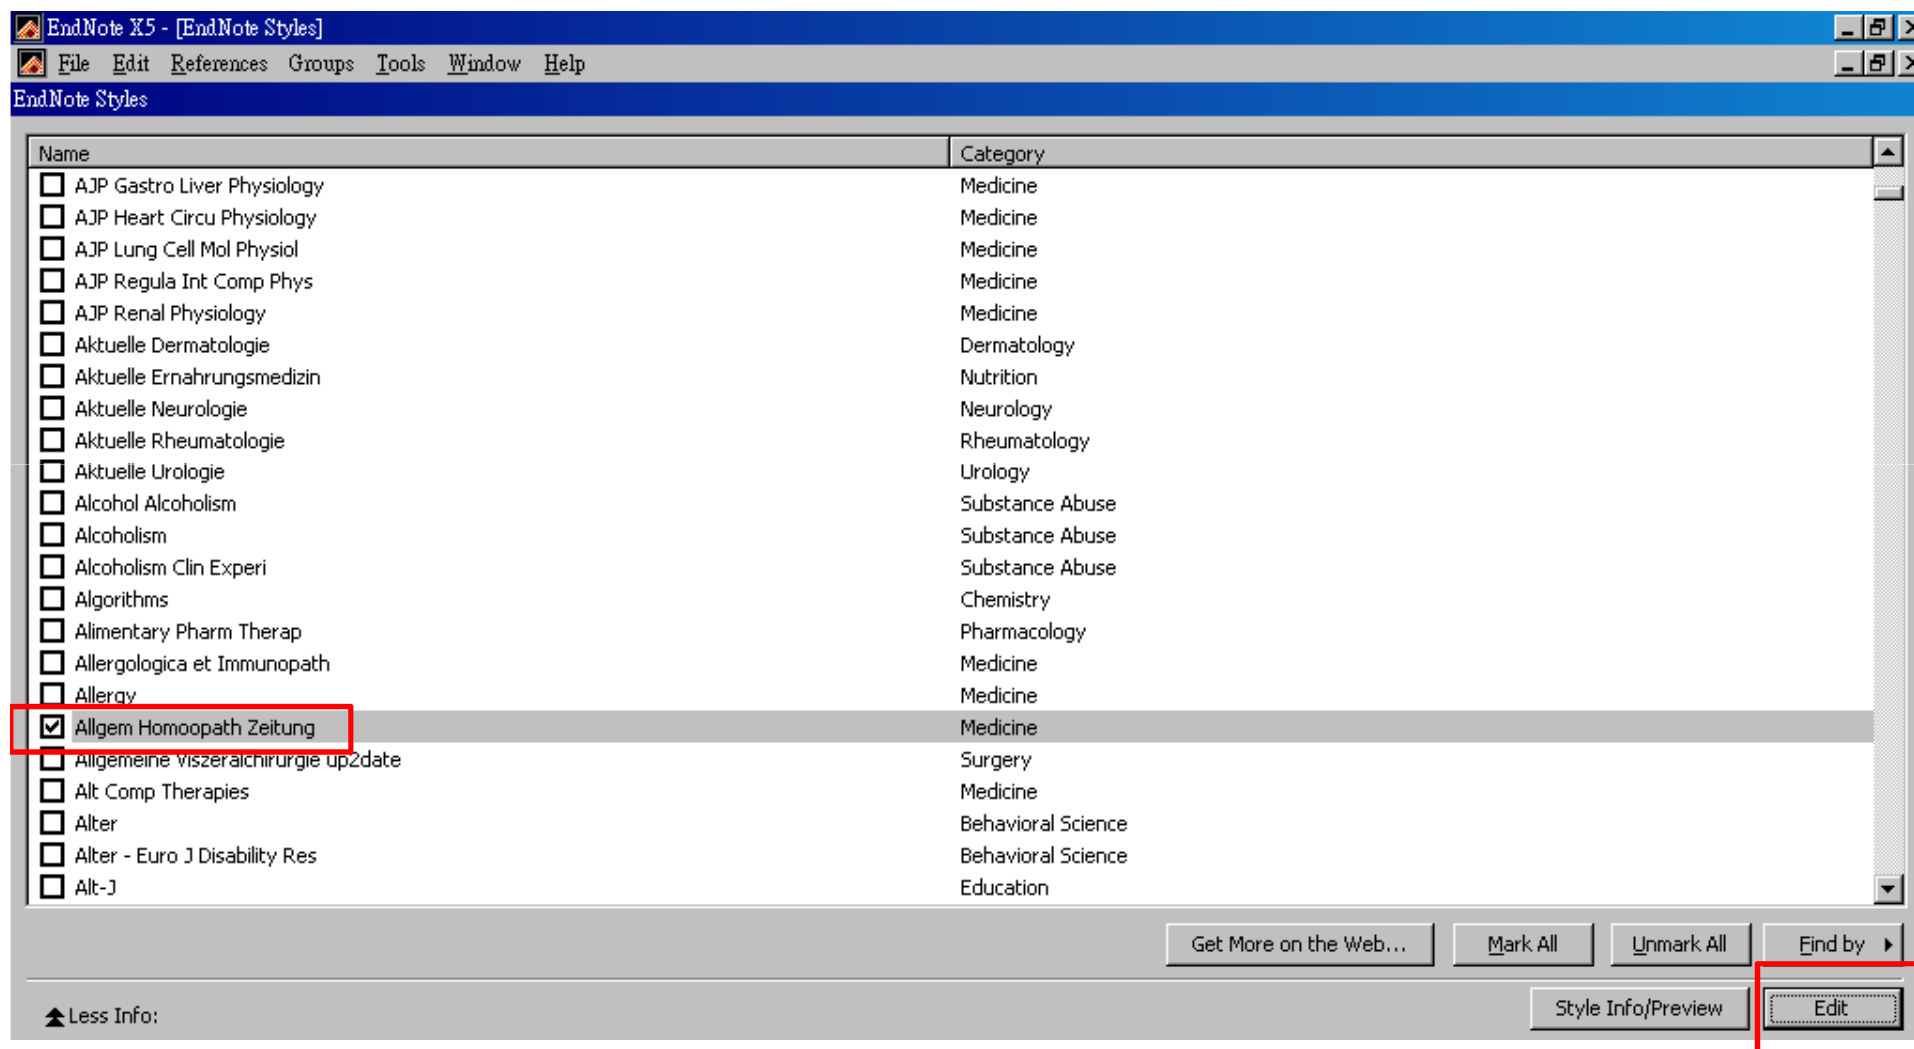 EndNote X5 - [EndNote Styles]
File Edit References Groups Tools Window Help
EndNote Styles
Name Category
AJP Gastro Liver Physiology Medicine
AJP Heart Circu Physiology Medicine
AJP Lung Cell Mol Physiol Medicine
AJP Regula Int Comp Phys Medicine
AJP Renal Physiology Medicine
Aktuelle Dermatologie Dermatology
Aktuelle Ernahrungsmedizin Nutrition
Aktuelle Neurologie Neurology
Aktuelle Rheumatologie Rheumatology
Aktuelle Urologie Urology
Alcohol Alcoholism Substance Abuse
Alcoholism Substance Abuse
Alcoholism Clin Experi Substance Abuse
Algorithms Chemistry
Alimentary Pharm Therap Pharmacology
Allergologica et Immunopath Medicine
Allergy Medicine
Allgem Homoopath Zeitung Medicine
Allgemeine Viszeralchirurgie up2date Surgery
Alt Comp Therapies Medicine
Alter Behavioral Science
Alter - Euro J Disability Res Behavioral Science
Alt-J Education
Get More on the Web... Mark All Unmark All Find by
Less Info: Style Info/Preview Edit